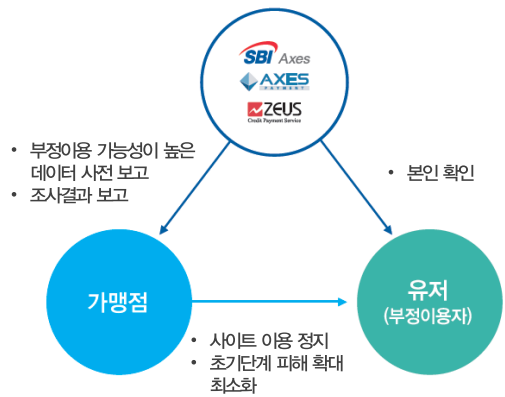 SBI Axes
AXES
PAYMENT
ZEUS
Credit Payment Service
• 부정이용 가능성이 높은
데이터 사전 보고
• 조사결과 보고
• 본인 확인
가맹점
유저
(부정이용자)
• 사이트 이용 정지
• 초기단계 피해 확대
최소화